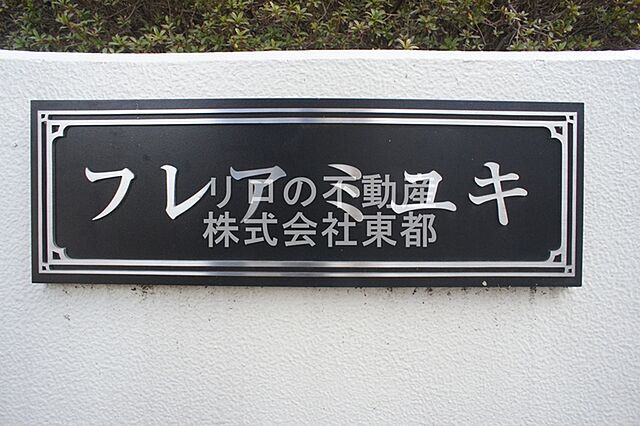 フレアミユキ
リロの不動産
株式会社東都